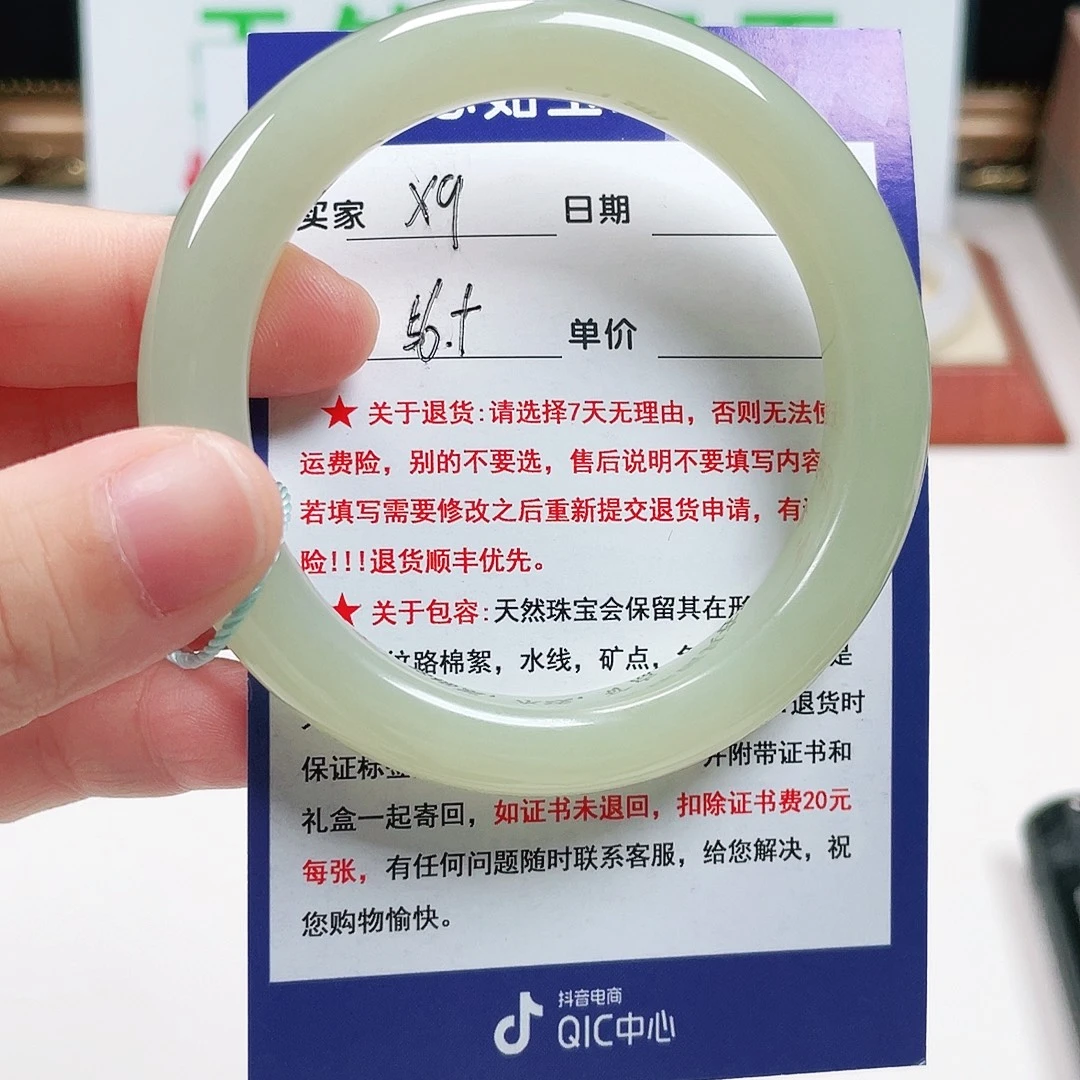 买家 xg 日期
56.+ 单价
★关于退货:请选择7天无理由，否则无法
运费险，别的不要选，售后说明不要填写内容
若填写需要修改之后重新提交退货申请，有
险!!!退货顺丰优先。
★关于包容:天然珠宝会保留其在形
纹路棉絮，水线，矿点，
是
退货时
保证标 并附带证书和
礼盒一起寄回，如证书未退回，扣除证书费20元
每张，有任何问题随时联系客服，给您解决，祝
您购物愉快。
抖音电商
QIC中心